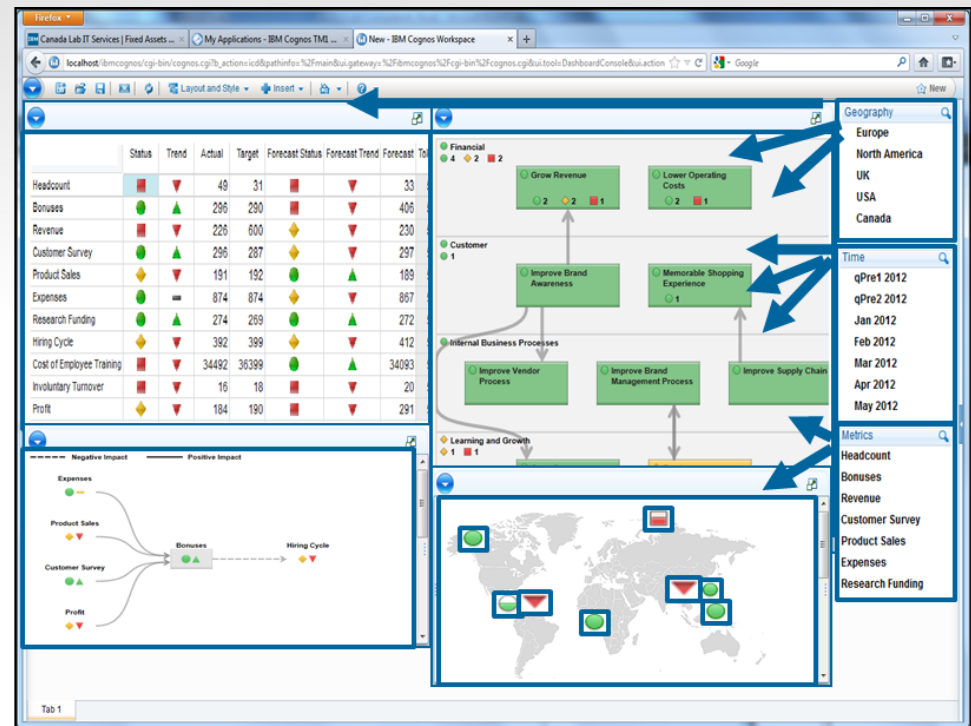 Firefox
Canada Lab IT Services | Fixed Assets ...
My Applications - IBM Cognos TM1 ...
New - IBM Cognos Workspace
localhost/ibmcognos/cgi-bin/cognos.cgi?b_action=icd&pathinfo=%2Fmain&ui.gateway=%2Fibmcognos%2Fcgi-bin%2Fcognos.cgi&ui.tool=DashboardConsole&ui.action
Google
Layout and Style
Insert
New
Status Trend Actual Target Forecast Status Forecast Trend Forecast
Headcount 49 31 33
Bonuses 296 290 406
Revenue 226 600 230
Customer Survey 296 287 297
Product Sales 191 192 189
Expenses 874 874 867
Research Funding 274 269 272
Hiring Cycle 392 399 412
Cost of Employee Training 34492 36399 34093
Involuntary Turnover 16 18 20
Profit 184 190 291
Financial
4 2 2
Grow Revenue
2 2 1
Lower Operating
Costs
2 1
Customer
1
Improve Brand
Awareness
Memorable Shopping
Experience
1
Internal Business Processes
Improve Vendor
Process
Improve Brand
Management Process
Improve Supply Chain
Learning and Growth
1 1
Geography
Europe
North America
UK
USA
Canada
Time
qPre1 2012
qPre2 2012
Jan 2012
Feb 2012
Mar 2012
Apr 2012
May 2012
Metrics
Headcount
Bonuses
Revenue
Customer Survey
Product Sales
Expenses
Research Funding
Negative Impact Positive Impact
Expenses
Product Sales
Bonuses
Hiring Cycle
Customer Survey
Profit
Tab 1